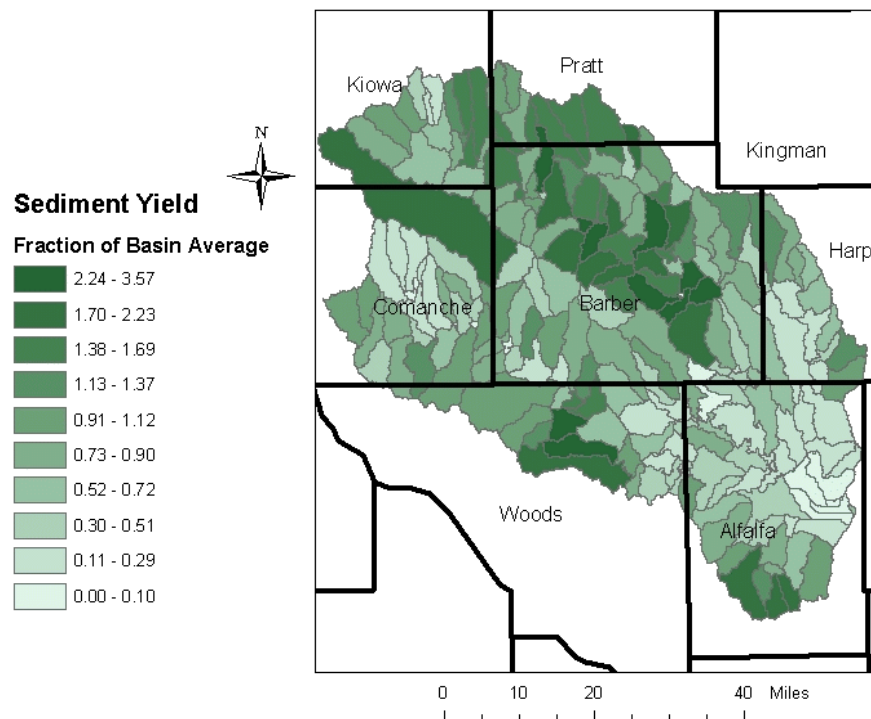 Pratt
Kiowa
N
Kingman
Sediment Yield
Fraction of Basin Average
Harp
2.24 - 3.57
1.70 - 2.23
1.38 - 1.69
1.13 - 1.37
0.91 - 1.12
0.73 - 0.90
0.52 - 0.72
0.30 - 0.51
0.11 - 0.29
0.00 - 0.10
Comanche
Barber
Woods
Alfalfa
0 10 20 40 Miles